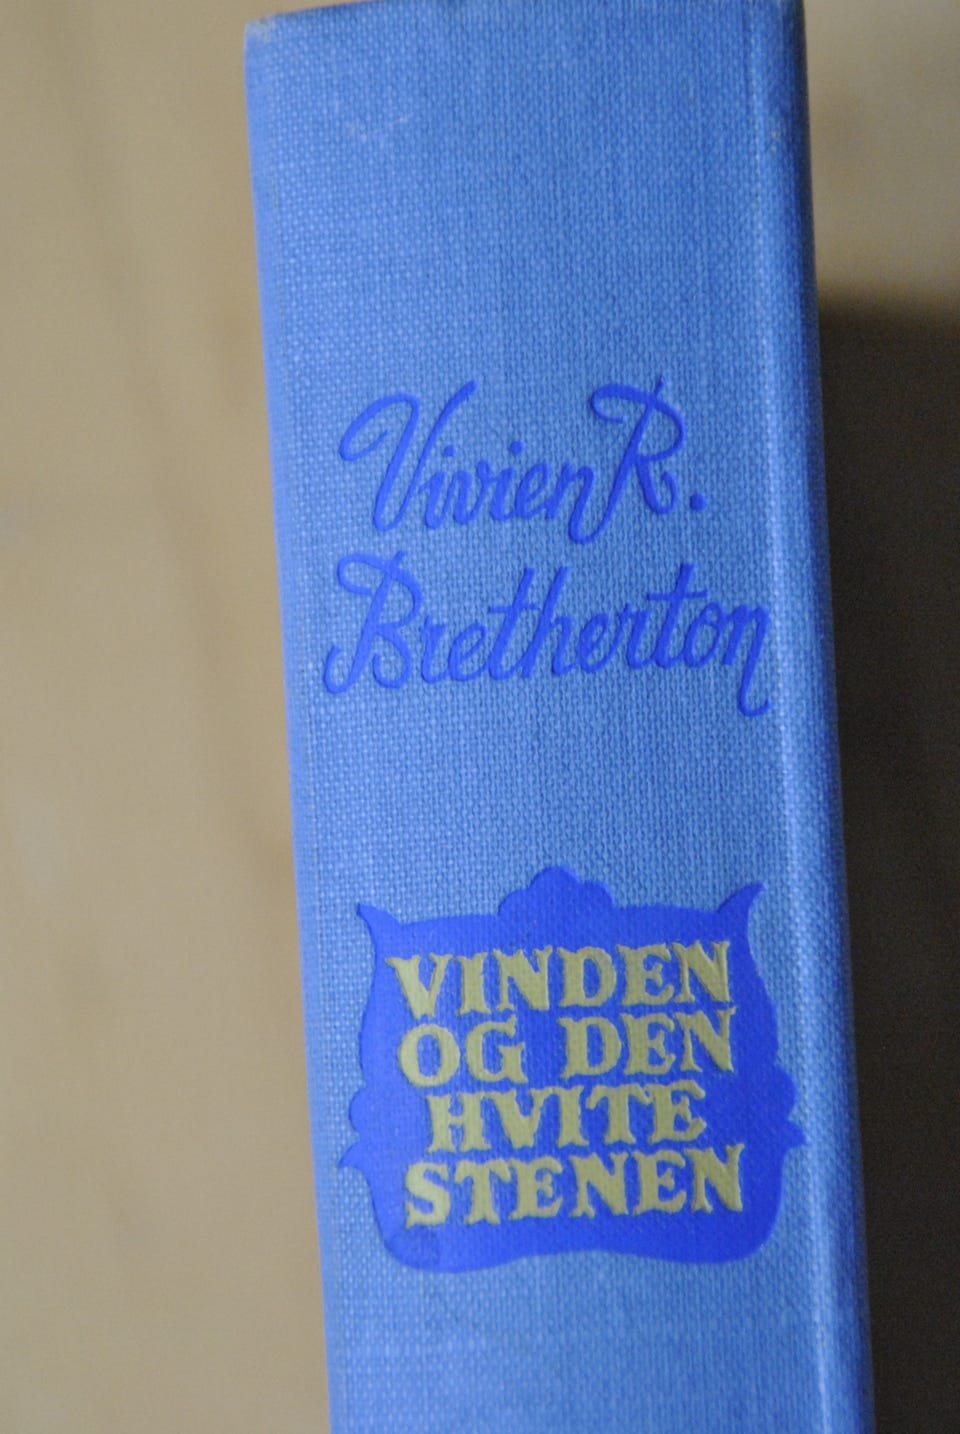 Vivien R.
Bretherton
VINDEN
OG DEN
HVITE
STENEN